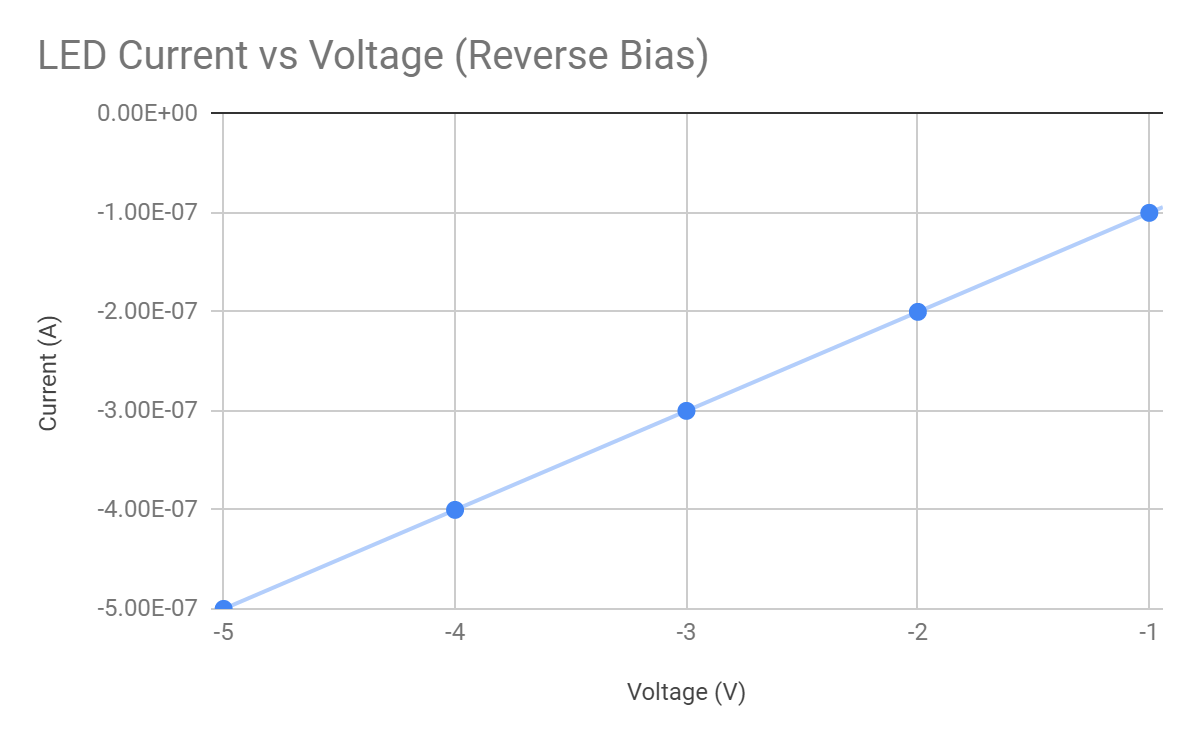 LED Current vs Voltage (Reverse Bias)
0.00E+00
-1.00E-07
-2.00E-07
-3.00E-07
-4.00E-07
-5.00E-07
Current (A)
-5 -4 -3 -2 -1
Voltage (V)